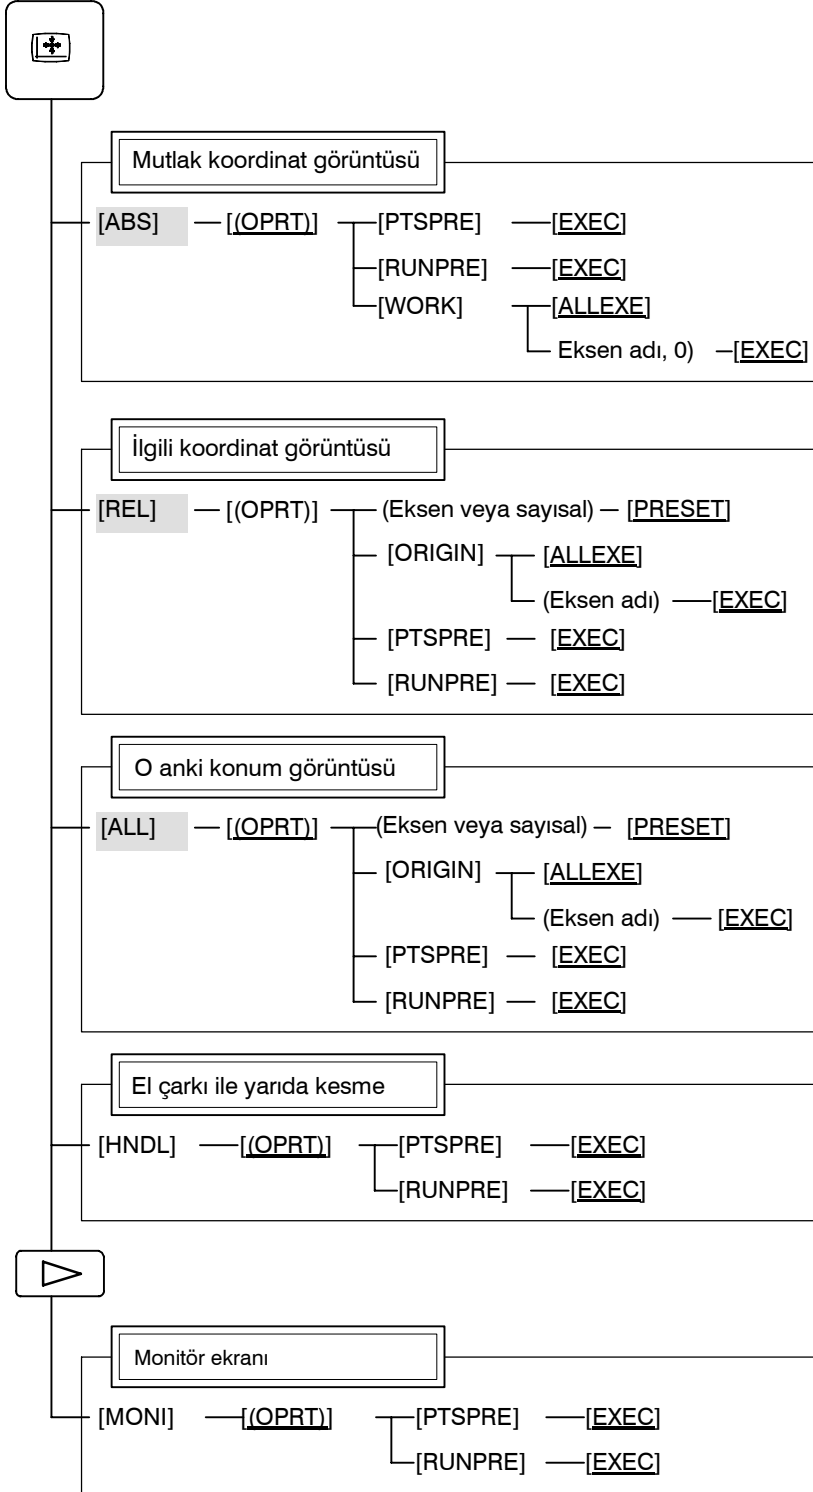 Mutlak koordinat görüntüsü
[ABS] [(OPRT)] [PTSPRE] [EXEC]
[RUNPRE] [EXEC]
[WORK] [ALLEXE]
Eksen adı, 0) [EXEC]
İlgili koordinat görüntüsü
[REL] [(OPRT)] (Eksen veya sayısal) [PRESET]
[ORIGIN] [ALLEXE]
(Eksen adı) [EXEC]
[PTSPRE] [EXEC]
[RUNPRE] [EXEC]
O anki konum görüntüsü
[ALL] [(OPRT)] (Eksen veya sayısal) [PRESET]
[ORIGIN] [ALLEXE]
(Eksen adı) [EXEC]
[PTSPRE] [EXEC]
[RUNPRE] [EXEC]
El çarkı ile yarıda kesme
[HNDL] [(OPRT)] [PTSPRE] [EXEC]
[RUNPRE] [EXEC]
Monitör ekranı
[MONI] [(OPRT)] [PTSPRE] [EXEC]
[RUNPRE] [EXEC]